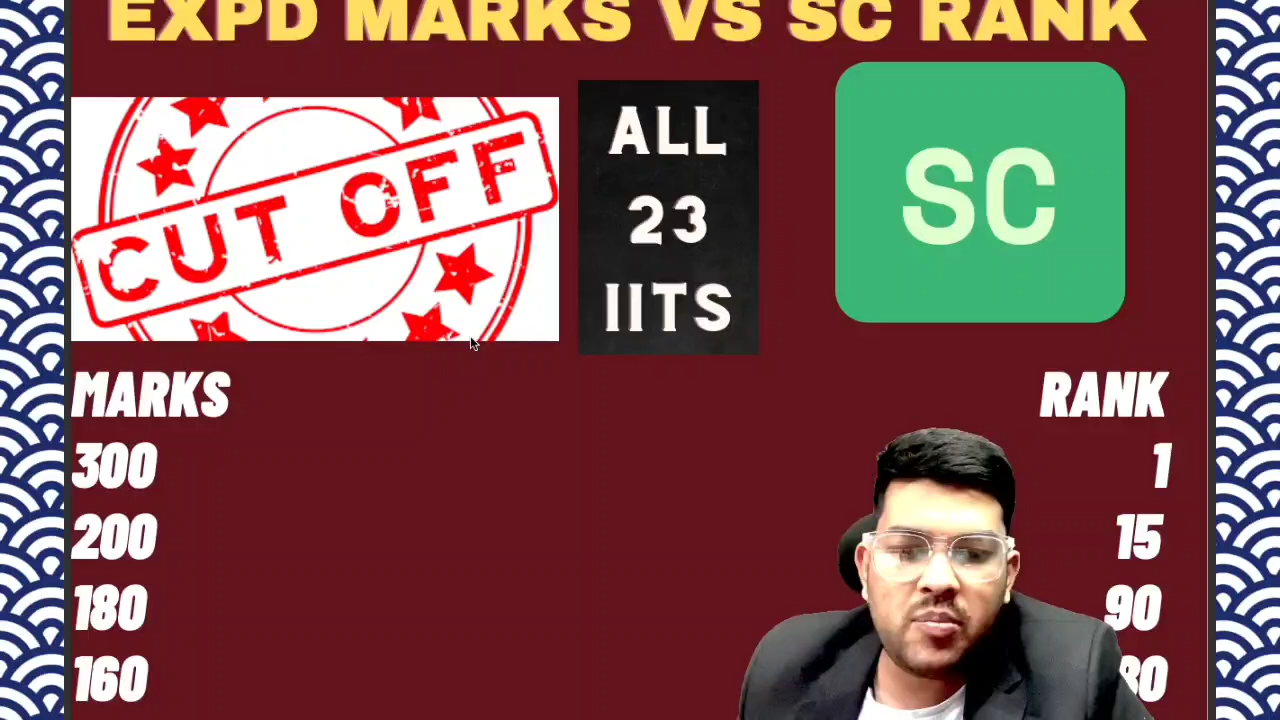 EXPD MARKS VS SC RANK
CUT OFF
ALL
23
IITS
SC
MARKS RANK
300 1
200 15
180 90
160